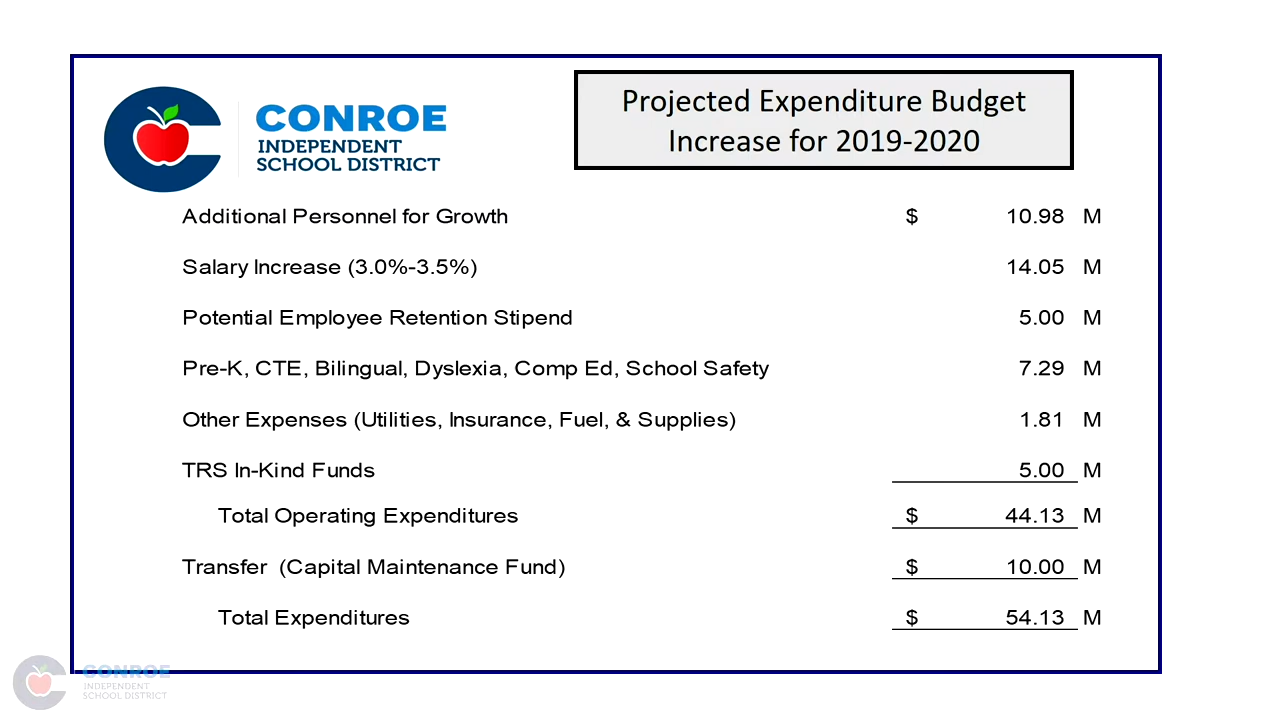 CONROE
INDEPENDENT
SCHOOL DISTRICT
Projected Expenditure Budget
Increase for 2019-2020
Additional Personnel for Growth $ 10.98 M
Salary Increase (3.0%-3.5%) 14.05 M
Potential Employee Retention Stipend 5.00 M
Pre-K, CTE, Bilingual, Dyslexia, Comp Ed, School Safety 7.29 M
Other Expenses (Utilities, Insurance, Fuel, & Supplies) 1.81 M
TRS In-Kind Funds 5.00 M
Total Operating Expenditures $ 44.13 M
Transfer (Capital Maintenance Fund) $ 10.00 M
Total Expenditures $ 54.13 M
CONROE
INDEPENDENT
SCHOOL DISTRICT